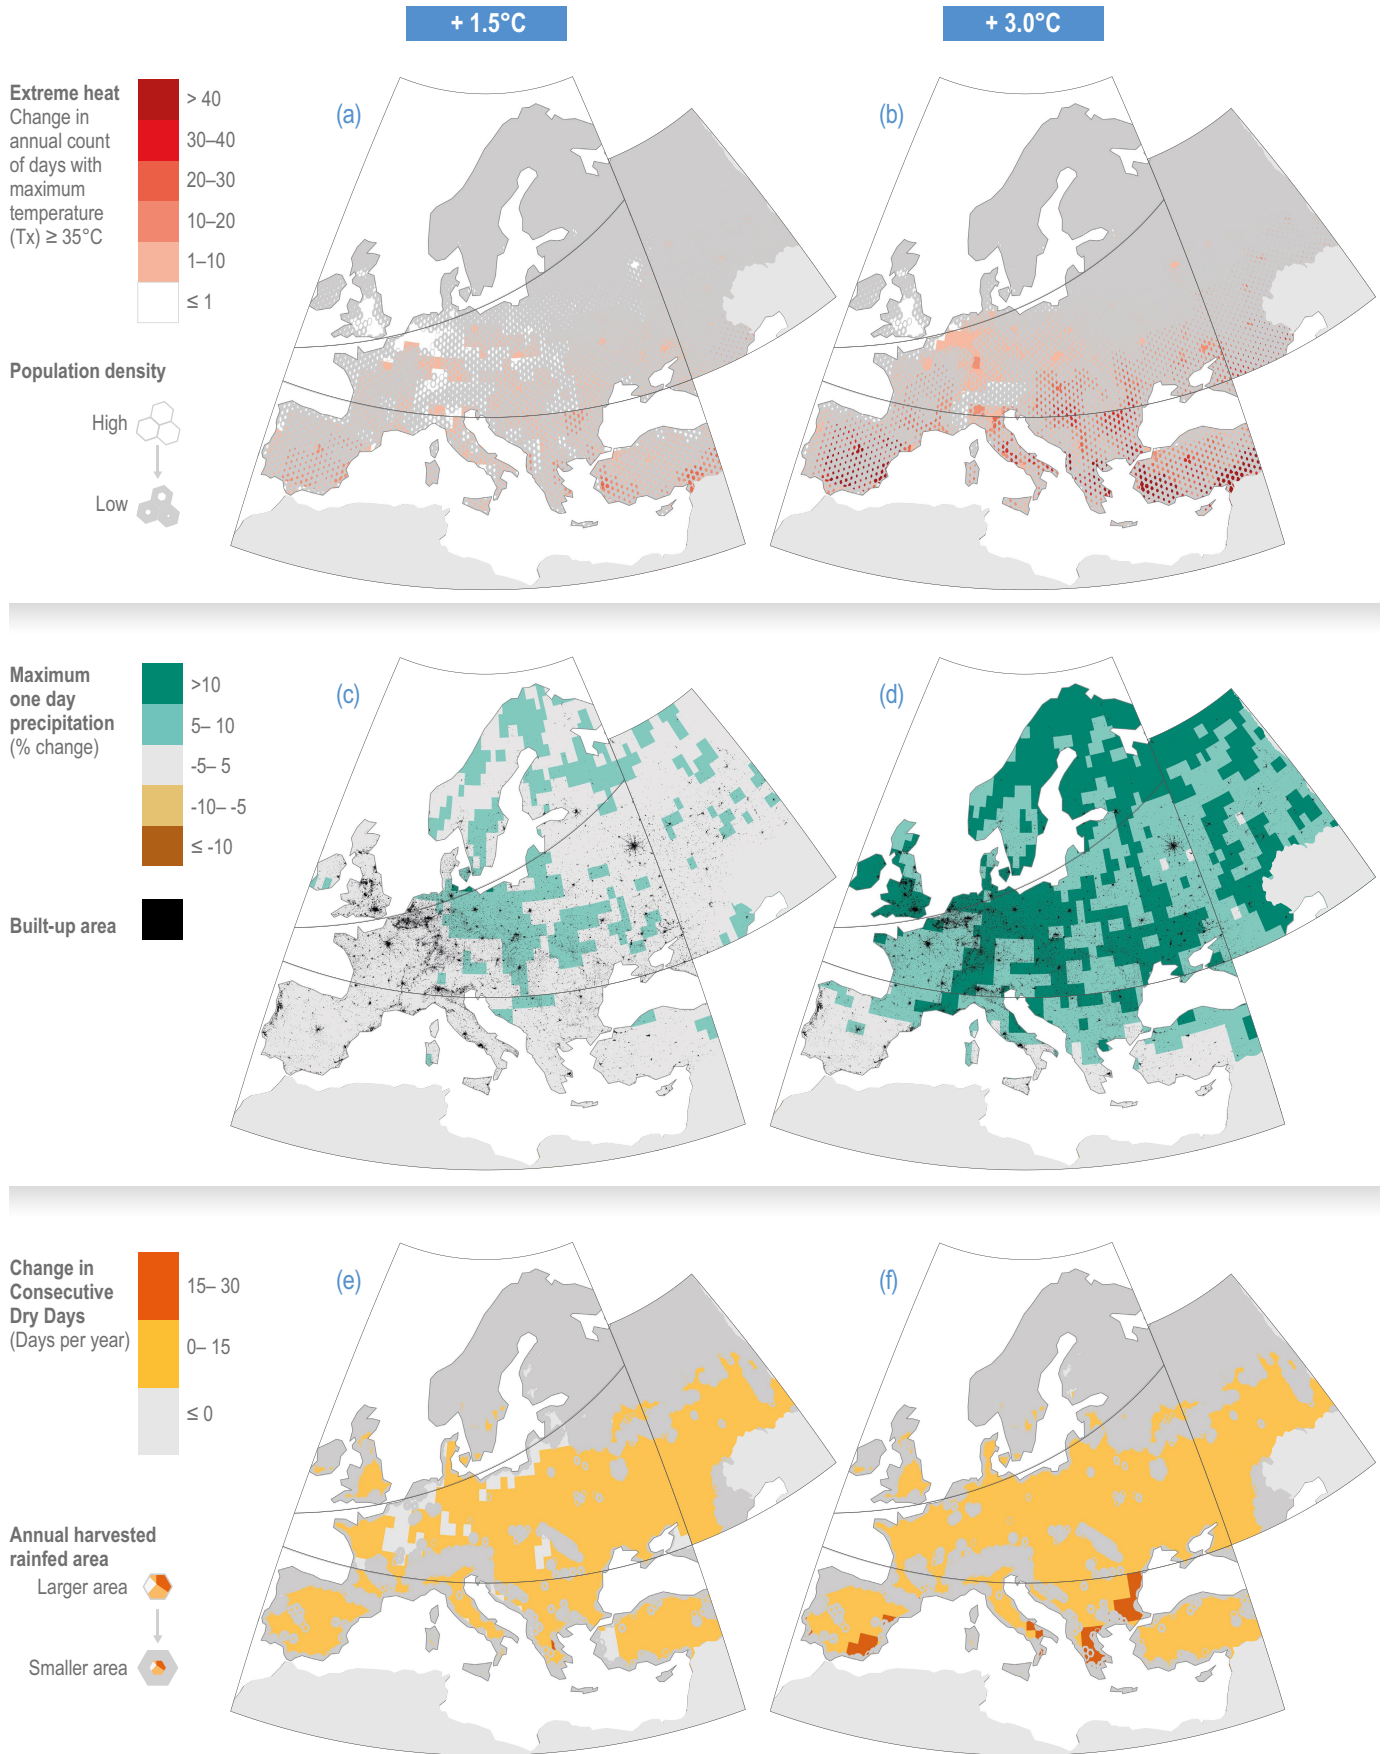 + 1.5°C
+ 3.0°C
Extreme heat
Change in
annual count
of days with
maximum
temperature
(Tx) ≥ 35°C
> 40
30–40
20–30
10–20
1–10
≤ 1
Population density
High
Low
(a)
(b)
Maximum
one day
precipitation
(% change)
>10
5– 10
-5– 5
-10– -5
≤ -10
Built-up area
(c)
(d)
Change in
Consecutive
Dry Days
(Days per year)
15– 30
0– 15
≤ 0
Annual harvested
rainfed area
Larger area
Smaller area
(e)
(f)